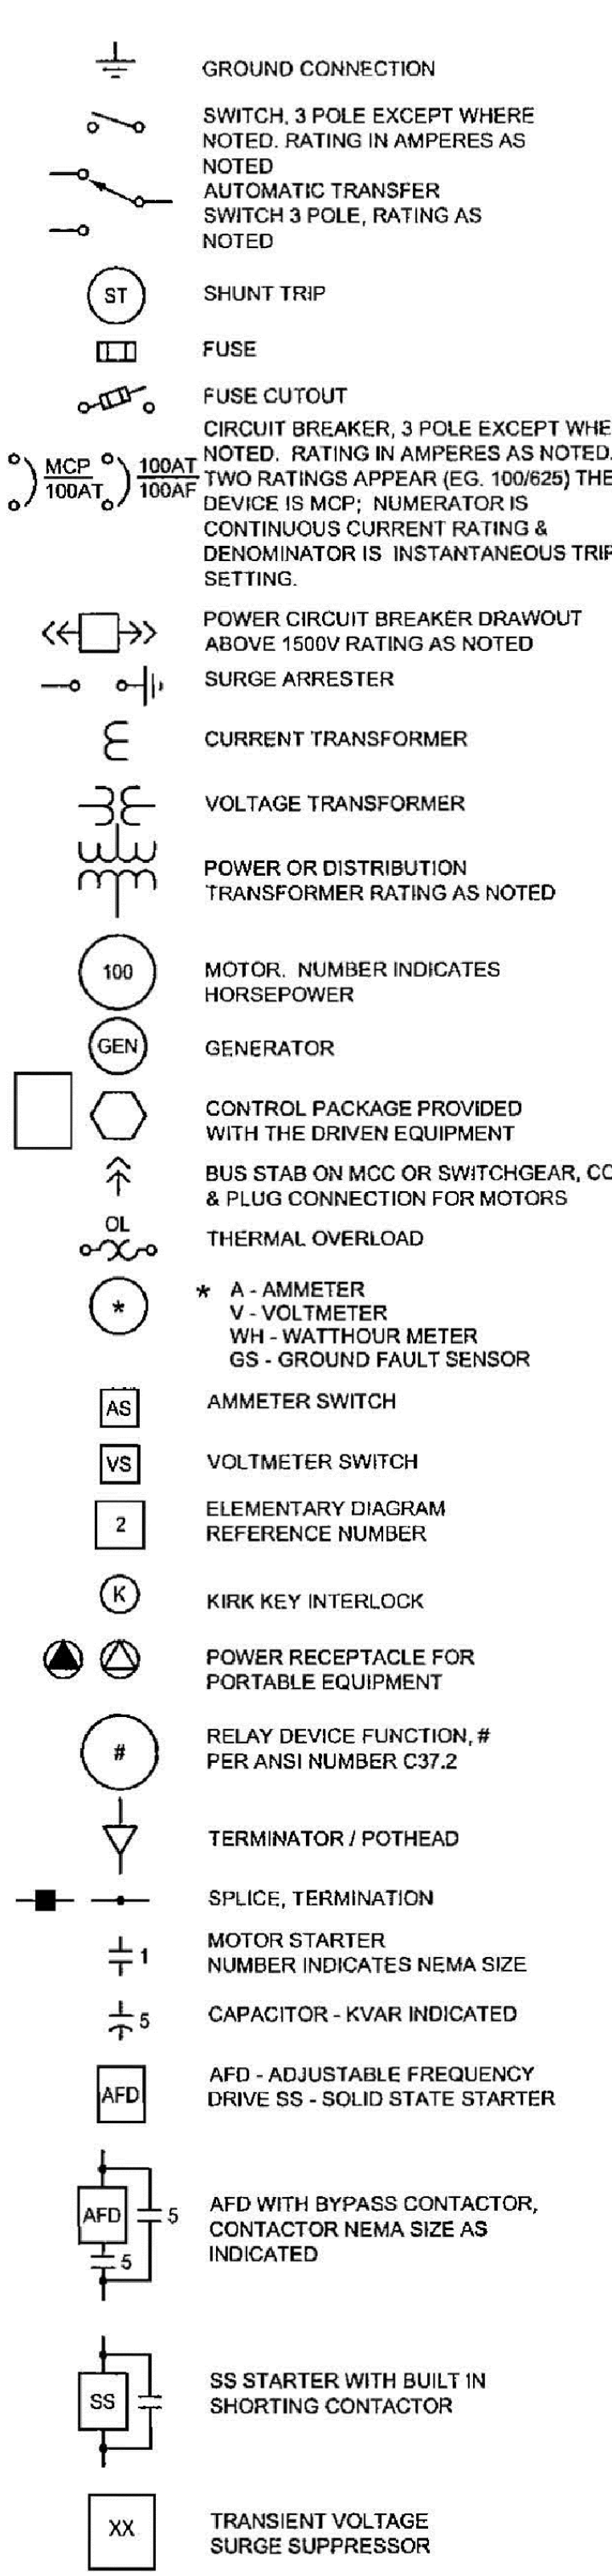 GROUND CONNECTION
SWITCH, 3 POLE EXCEPT WHERE
NOTED. RATING IN AMPERES AS
NOTED
AUTOMATIC TRANSFER
SWITCH 3 POLE, RATING AS
NOTED
ST SHUNT TRIP
FUSE
FUSE CUTOUT
CIRCUIT BREAKER, 3 POLE EXCEPT WHE
NOTED. RATING IN AMPERES AS NOTED.
MCP 100AT
100AT 100AF
TWO RATINGS APPEAR (EG. 100/625) THE
DEVICE IS MCP; NUMERATOR IS
CONTINUOUS CURRENT RATING &
DENOMINATOR IS INSTANTANEOUS TRIP
SETTING.
POWER CIRCUIT BREAKER DRAWOUT
ABOVE 1500V RATING AS NOTED
SURGE ARRESTER
CURRENT TRANSFORMER
VOLTAGE TRANSFORMER
POWER OR DISTRIBUTION
TRANSFORMER RATING AS NOTED
100 MOTOR. NUMBER INDICATES
HORSEPOWER
GEN GENERATOR
CONTROL PACKAGE PROVIDED
WITH THE DRIVEN EQUIPMENT
BUS STAB ON MCC OR SWITCHGEAR, CO
& PLUG CONNECTION FOR MOTORS
OL
THERMAL OVERLOAD
* * A - AMMETER
V - VOLTMETER
WH - WATTHOUR METER
GS - GROUND FAULT SENSOR
AS AMMETER SWITCH
VS VOLTMETER SWITCH
2 ELEMENTARY DIAGRAM
REFERENCE NUMBER
K KIRK KEY INTERLOCK
POWER RECEPTACLE FOR
PORTABLE EQUIPMENT
# RELAY DEVICE FUNCTION, #
PER ANSI NUMBER C37.2
TERMINATOR / POTHEAD
SPLICE, TERMINATION
1 MOTOR STARTER
NUMBER INDICATES NEMA SIZE
5 CAPACITOR - KVAR INDICATED
AFD AFD - ADJUSTABLE FREQUENCY
DRIVE SS - SOLID STATE STARTER
AFD 5 AFD WITH BYPASS CONTACTOR,
CONTACTOR NEMA SIZE AS
5 INDICATED
SS SS STARTER WITH BUILT IN
SHORTING CONTACTOR
XX TRANSIENT VOLTAGE
SURGE SUPPRESSOR